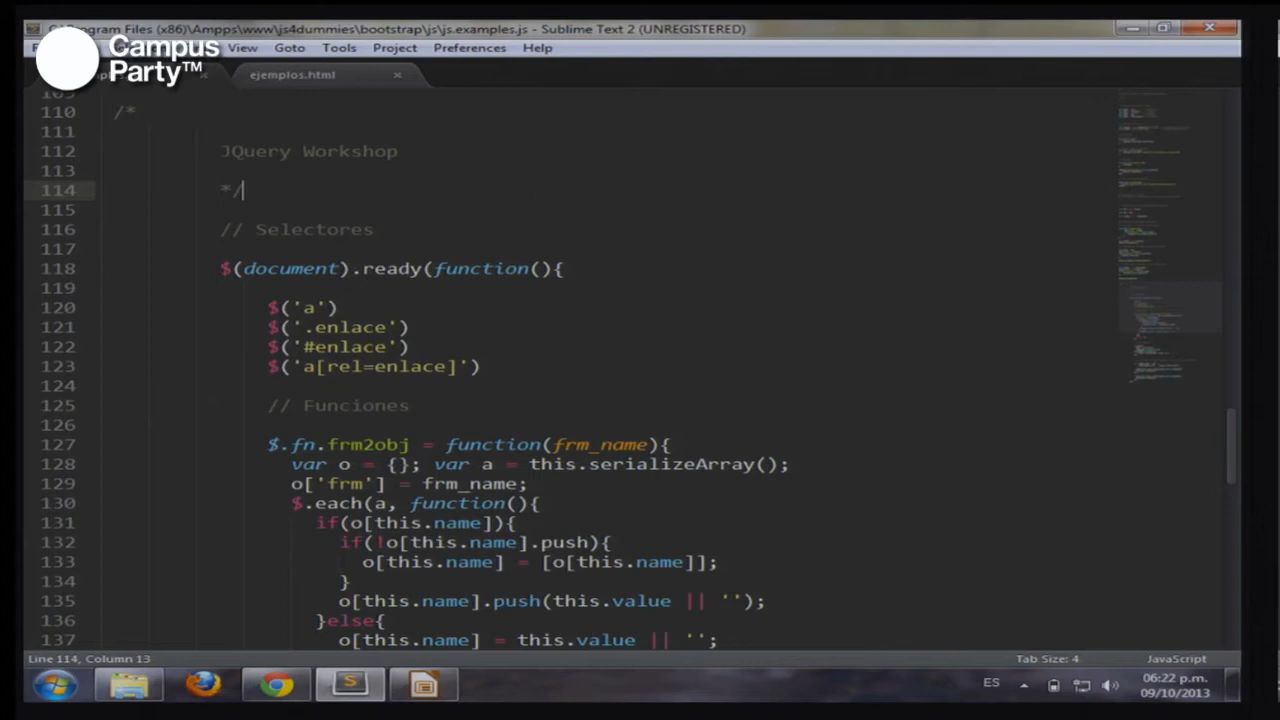 C:\Program Files (x86)\Ampps\www\js4dummies\bootstrap\js\js.examples.js - Sublime Text 2 (UNREGISTERED)
View Goto Tools Project Preferences Help
Campus
Party™
ejemplos.html
109
110 /*
111
112 JQuery Workshop
113
114 */
115
116 // Selectores
117
118 $(document).ready(function(){
119
120 $('a')
121 $('.enlace')
122 $('#enlace')
123 $('a[rel=enlace]')
124
125 // Funciones
126
127 $.fn.frm2obj = function(frm_name){
128 var o = {}; var a = this.serializeArray();
129 o['frm'] = frm_name;
130 $.each(a, function(){
131 if(o[this.name]){
132 if(!o[this.name].push){
133 o[this.name] = [o[this.name]];
134 }
135 o[this.name].push(this.value || '');
136 }else{
137 o[this.name] = this.value || '';
Line 114, Column 13
Tab Size: 4
JavaScript
ES
06:22 p.m.
09/10/2013